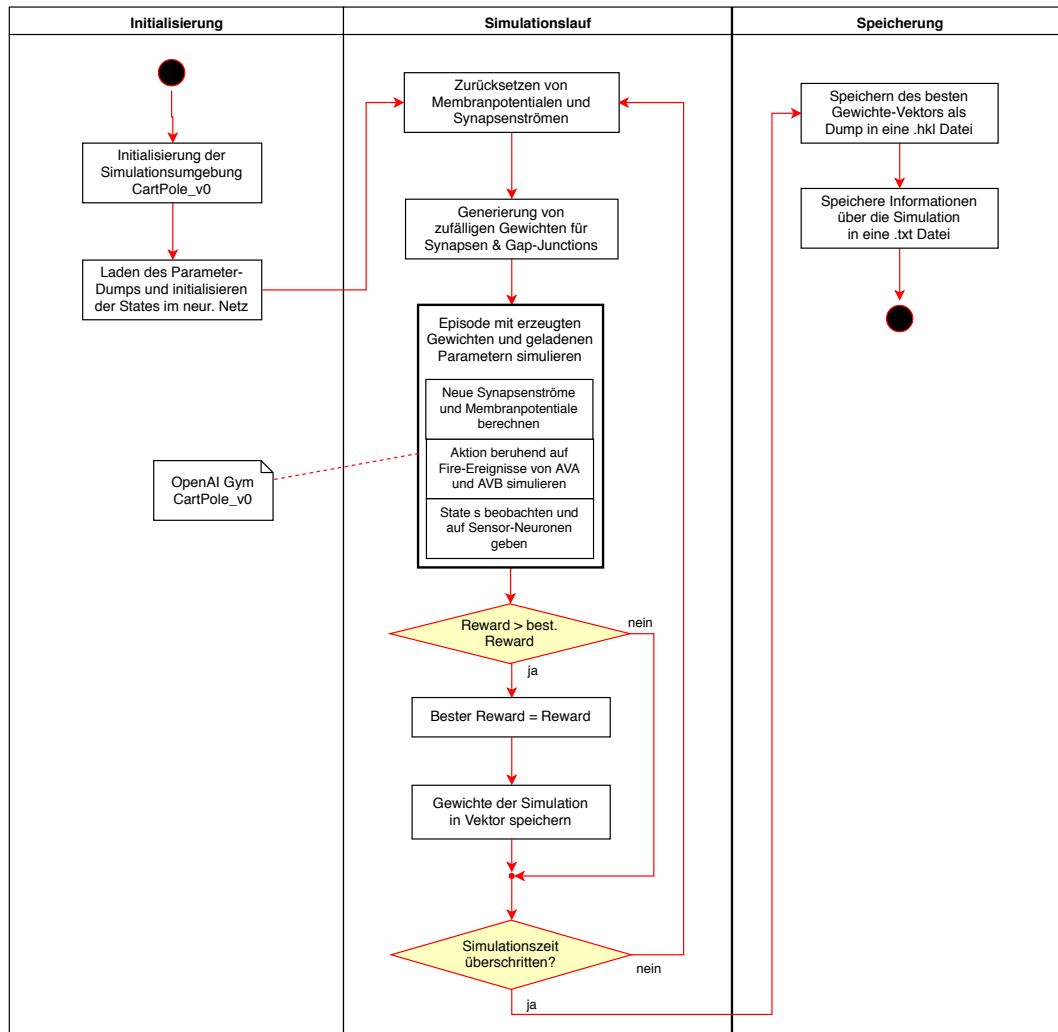 Initialisierung
Simulationslauf
Speicherung
Initialisierung der
Simulationsumgebung
CartPole_v0
Laden des Parameter-
Dumps und initialisieren
der States im neur. Netz
OpenAI Gym
CartPole_v0
Zurücksetzen von
Membranpotentialen und
Synapsenströmen
Generierung von
zufälligen Gewichten für
Synapsen & Gap-Junctions
Episode mit erzeugten
Gewichten und geladenen
Parametern simulieren
Neue Synapsenströme
und Membranpotentiale
berechnen
Aktion beruhend auf
Fire-Ereignisse von AVA
und AVB simulieren
State s beobachten und
auf Sensor-Neuronen
geben
Reward > best.
Reward
nein
ja
Bester Reward = Reward
Gewichte der Simulation
in Vektor speichern
Simulationszeit
überschritten?
nein
ja
Speichern des besten
Gewichte-Vektors als
Dump in eine .hkl Datei
Speichere Informationen
über die Simulation
in eine .txt Datei